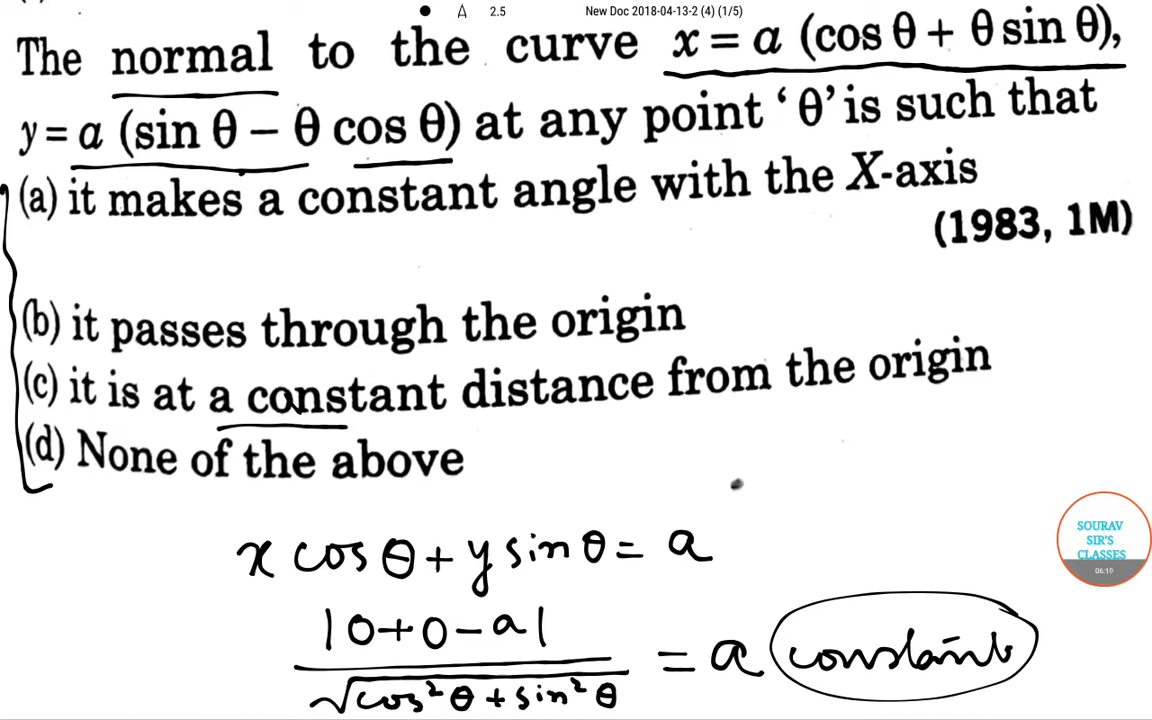 2.5 New Doc 2018-04-13-2 (4) (1/5)
The normal to the curve x = a (cos θ + θ sin θ),
y = a (sin θ – θ cos θ) at any point ‘θ’ is such that
(a) it makes a constant angle with the X-axis
(1983, 1M)
(b) it passes through the origin
(c) it is at a constant distance from the origin
(d) None of the above
x cos θ + y sin θ = a
|0+0-a|
= a constant
√cos²θ + sin²θ
SOURAV
SIR'S
CLASSES
06:10